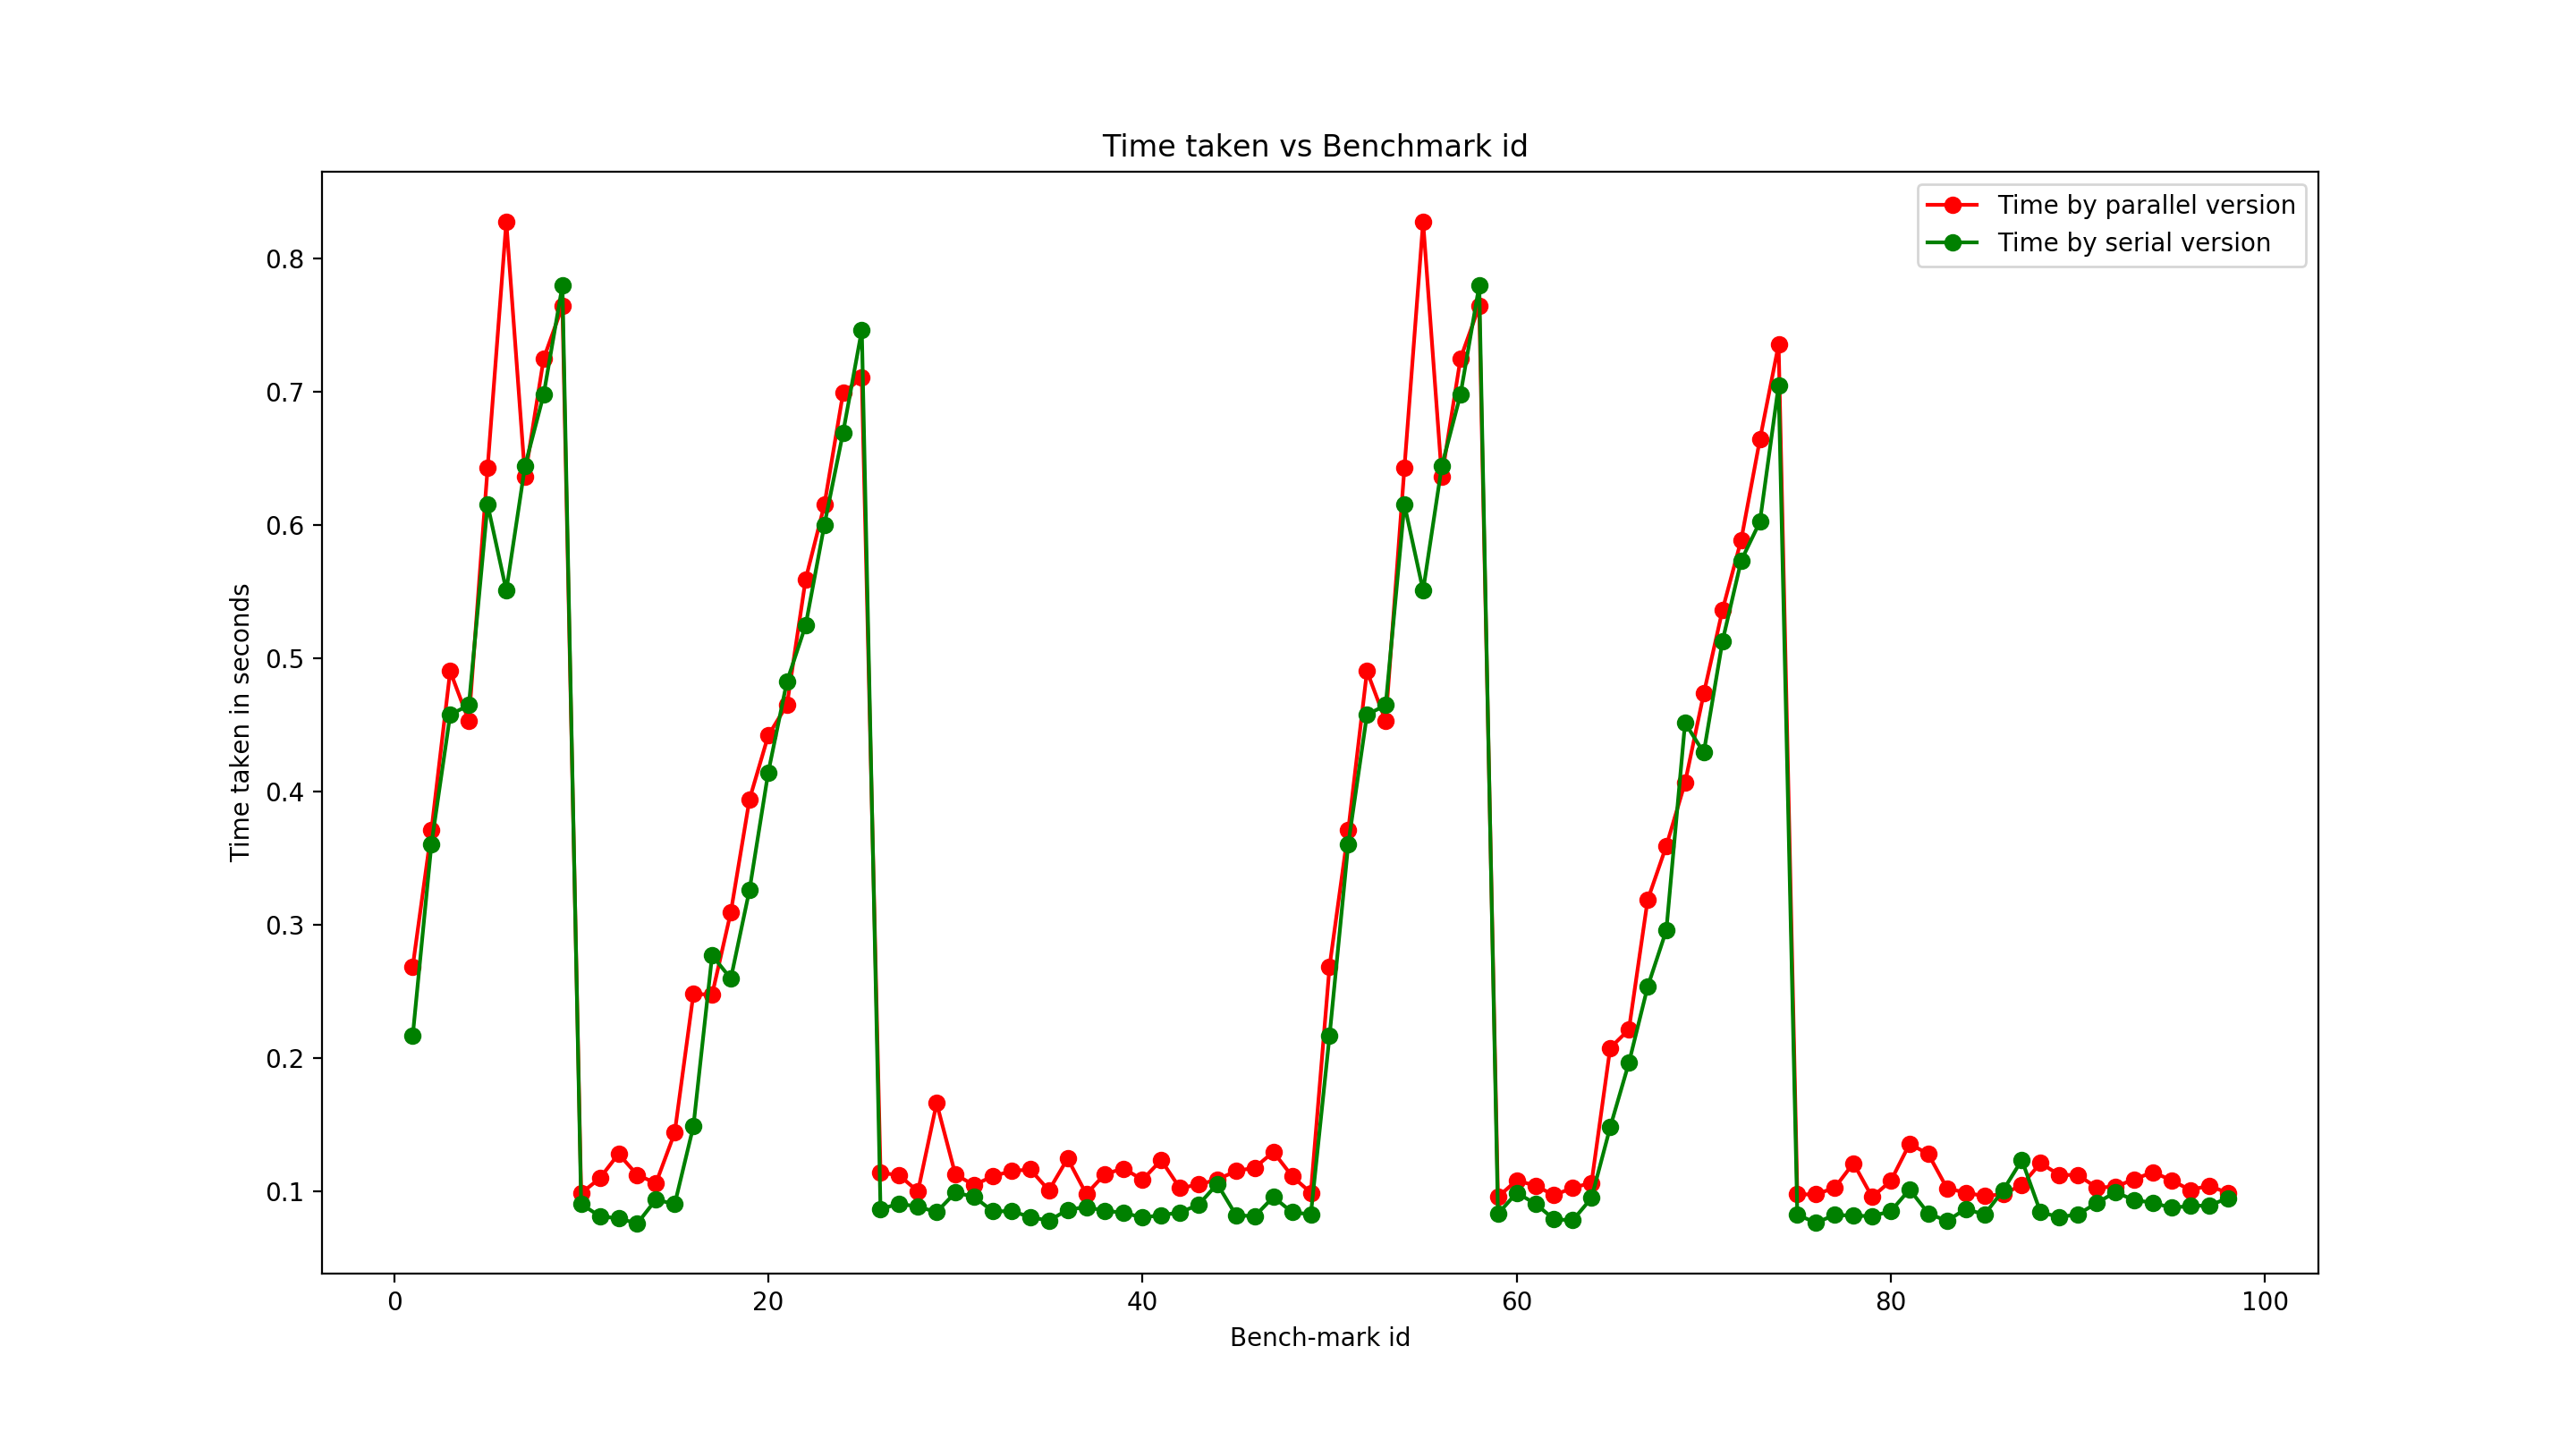 Time taken vs Benchmark id
Time by parallel version
Time by serial version
0.8
0.7
0.6
0.5
0.4
0.3
0.2
0.1
Time taken in seconds
0 20 40 60 80 100
Bench-mark id